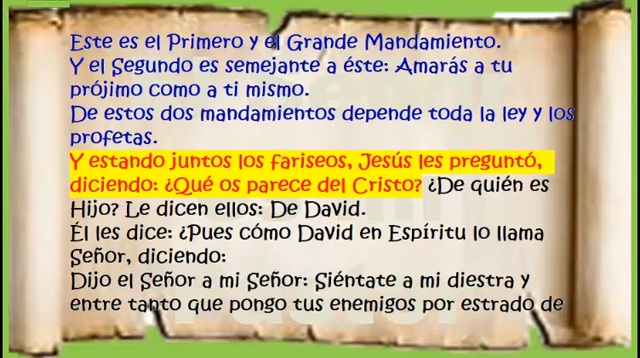 Este es el Primero y el Grande Mandamiento.
Y el Segundo es semejante a éste: Amarás a tu
prójimo como a ti mismo.
De estos dos mandamientos depende toda la ley y los
profetas.
Y estando juntos los fariseos, Jesús les preguntó,
diciendo: ¿Qué os parece del Cristo? ¿De quién es
Hijo? Le dicen ellos: De David.
Él les dice: ¿Pues cómo David en Espíritu lo llama
Señor, diciendo:
Dijo el Señor a mi Señor: Siéntate a mi diestra y
entre tanto que pongo tus enemigos por estrado de